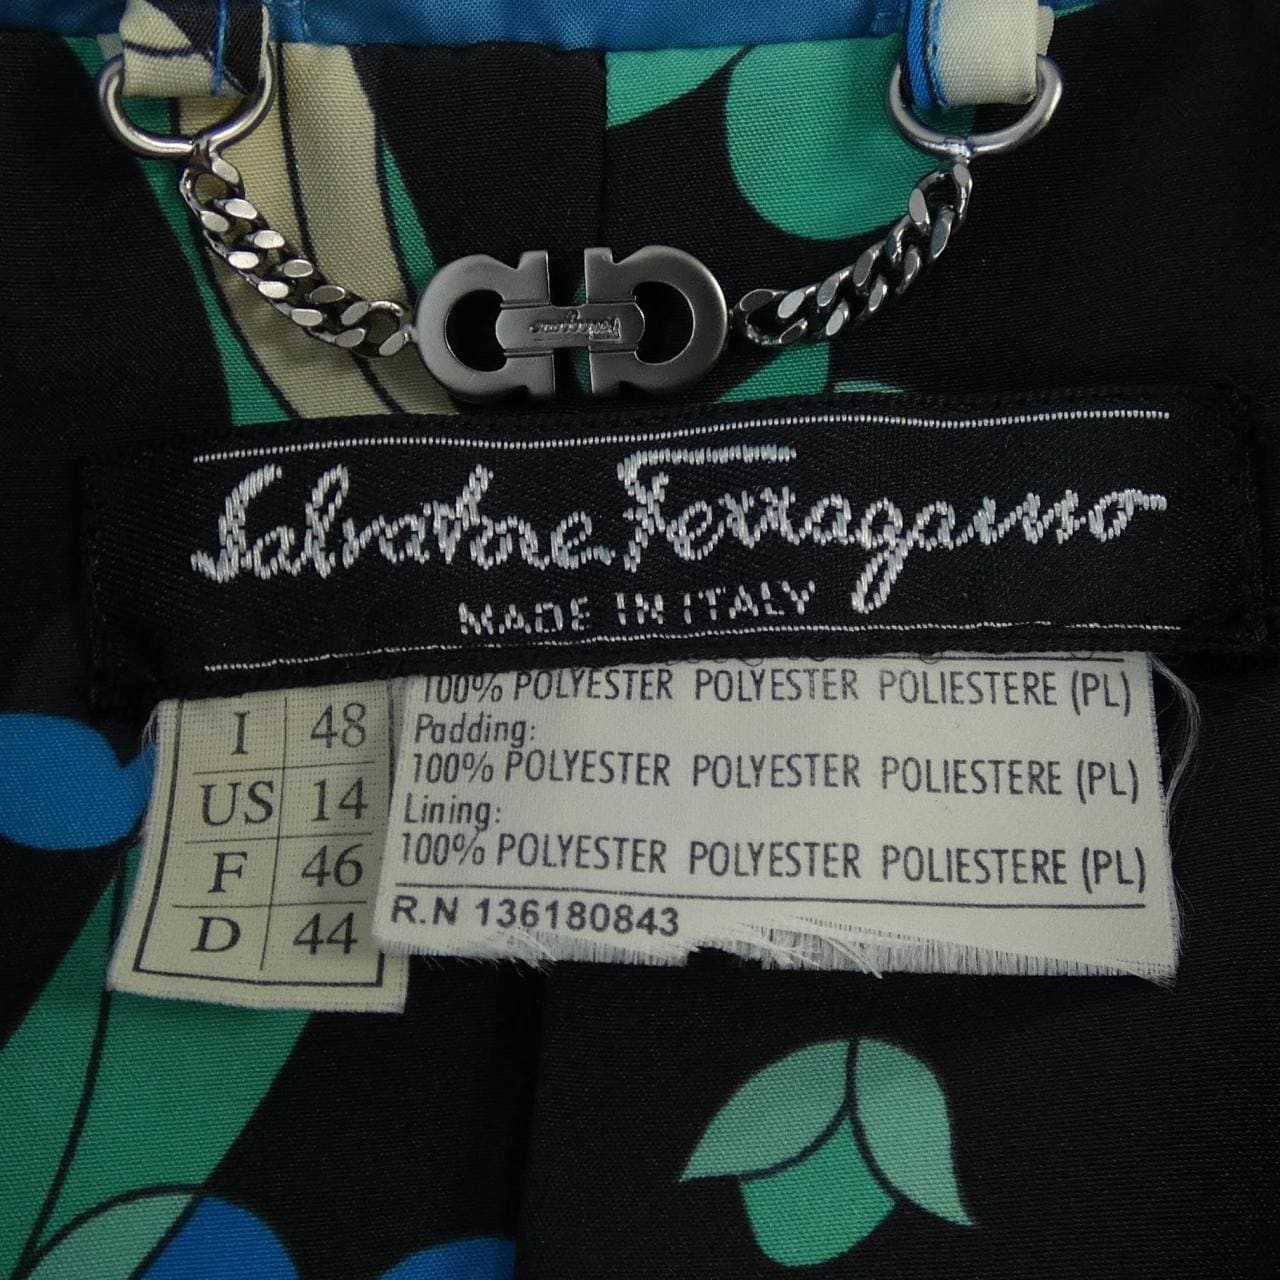 Salvatore Ferragamo
MADE IN ITALY
I 48
US 14
F 46
D 44
100% POLYESTER POLYESTER POLIESTERE (PL)
Padding:
100% POLYESTER POLYESTER POLIESTERE (PL)
Lining:
100% POLYESTER POLYESTER POLIESTERE (PL)
R.N 136180843